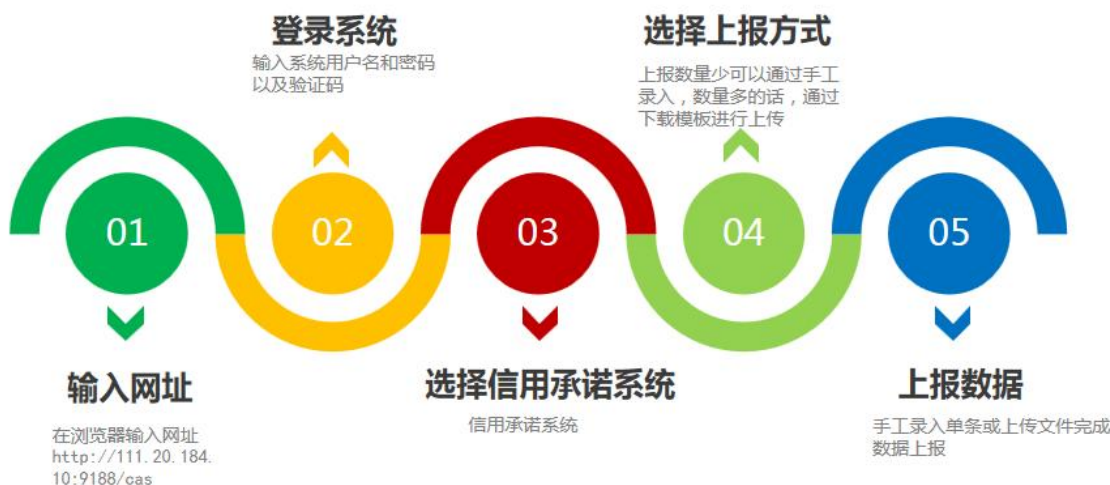 登录系统
输入系统用户名和密码
以及验证码
选择上报方式
上报数量少可以通过手工
录入，数量多的话，通过
下载模板进行上传
01
02
03
04
05
输入网址
在浏览器输入网址
http://111.20.184.
10:9188/cas
选择信用承诺系统
信用承诺系统
上报数据
手工录入单条或上传文件完成
数据上报